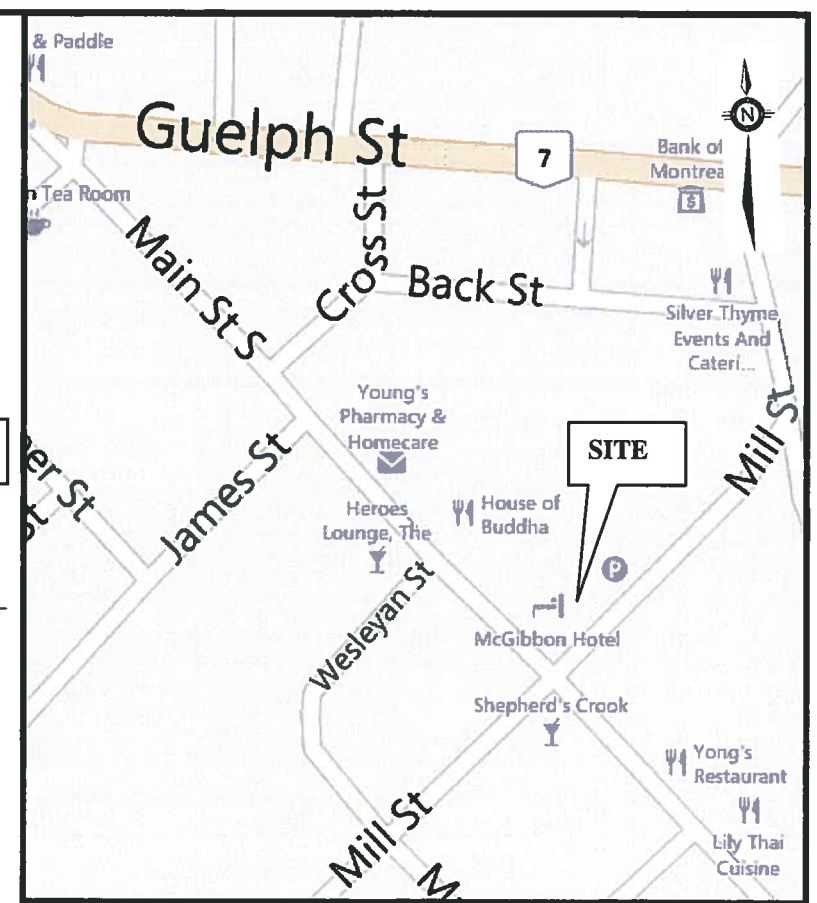 & Paddle
Guelph St
7
N
Bank of
Montrea
n Tea Room
Main St S
Cross St
Back St
$
Silver Thyme
Events And
Cateri...
Young's
Pharmacy &
Homecare
SITE
Mill St
er St
St
James St
Heroes
Lounge, The
House of
Buddha
P
Wesleyan St
McGibbon Hotel
Shepherd's Crook
Yong's
Restaurant
Mill St
Lily Thai
Cuisine
M